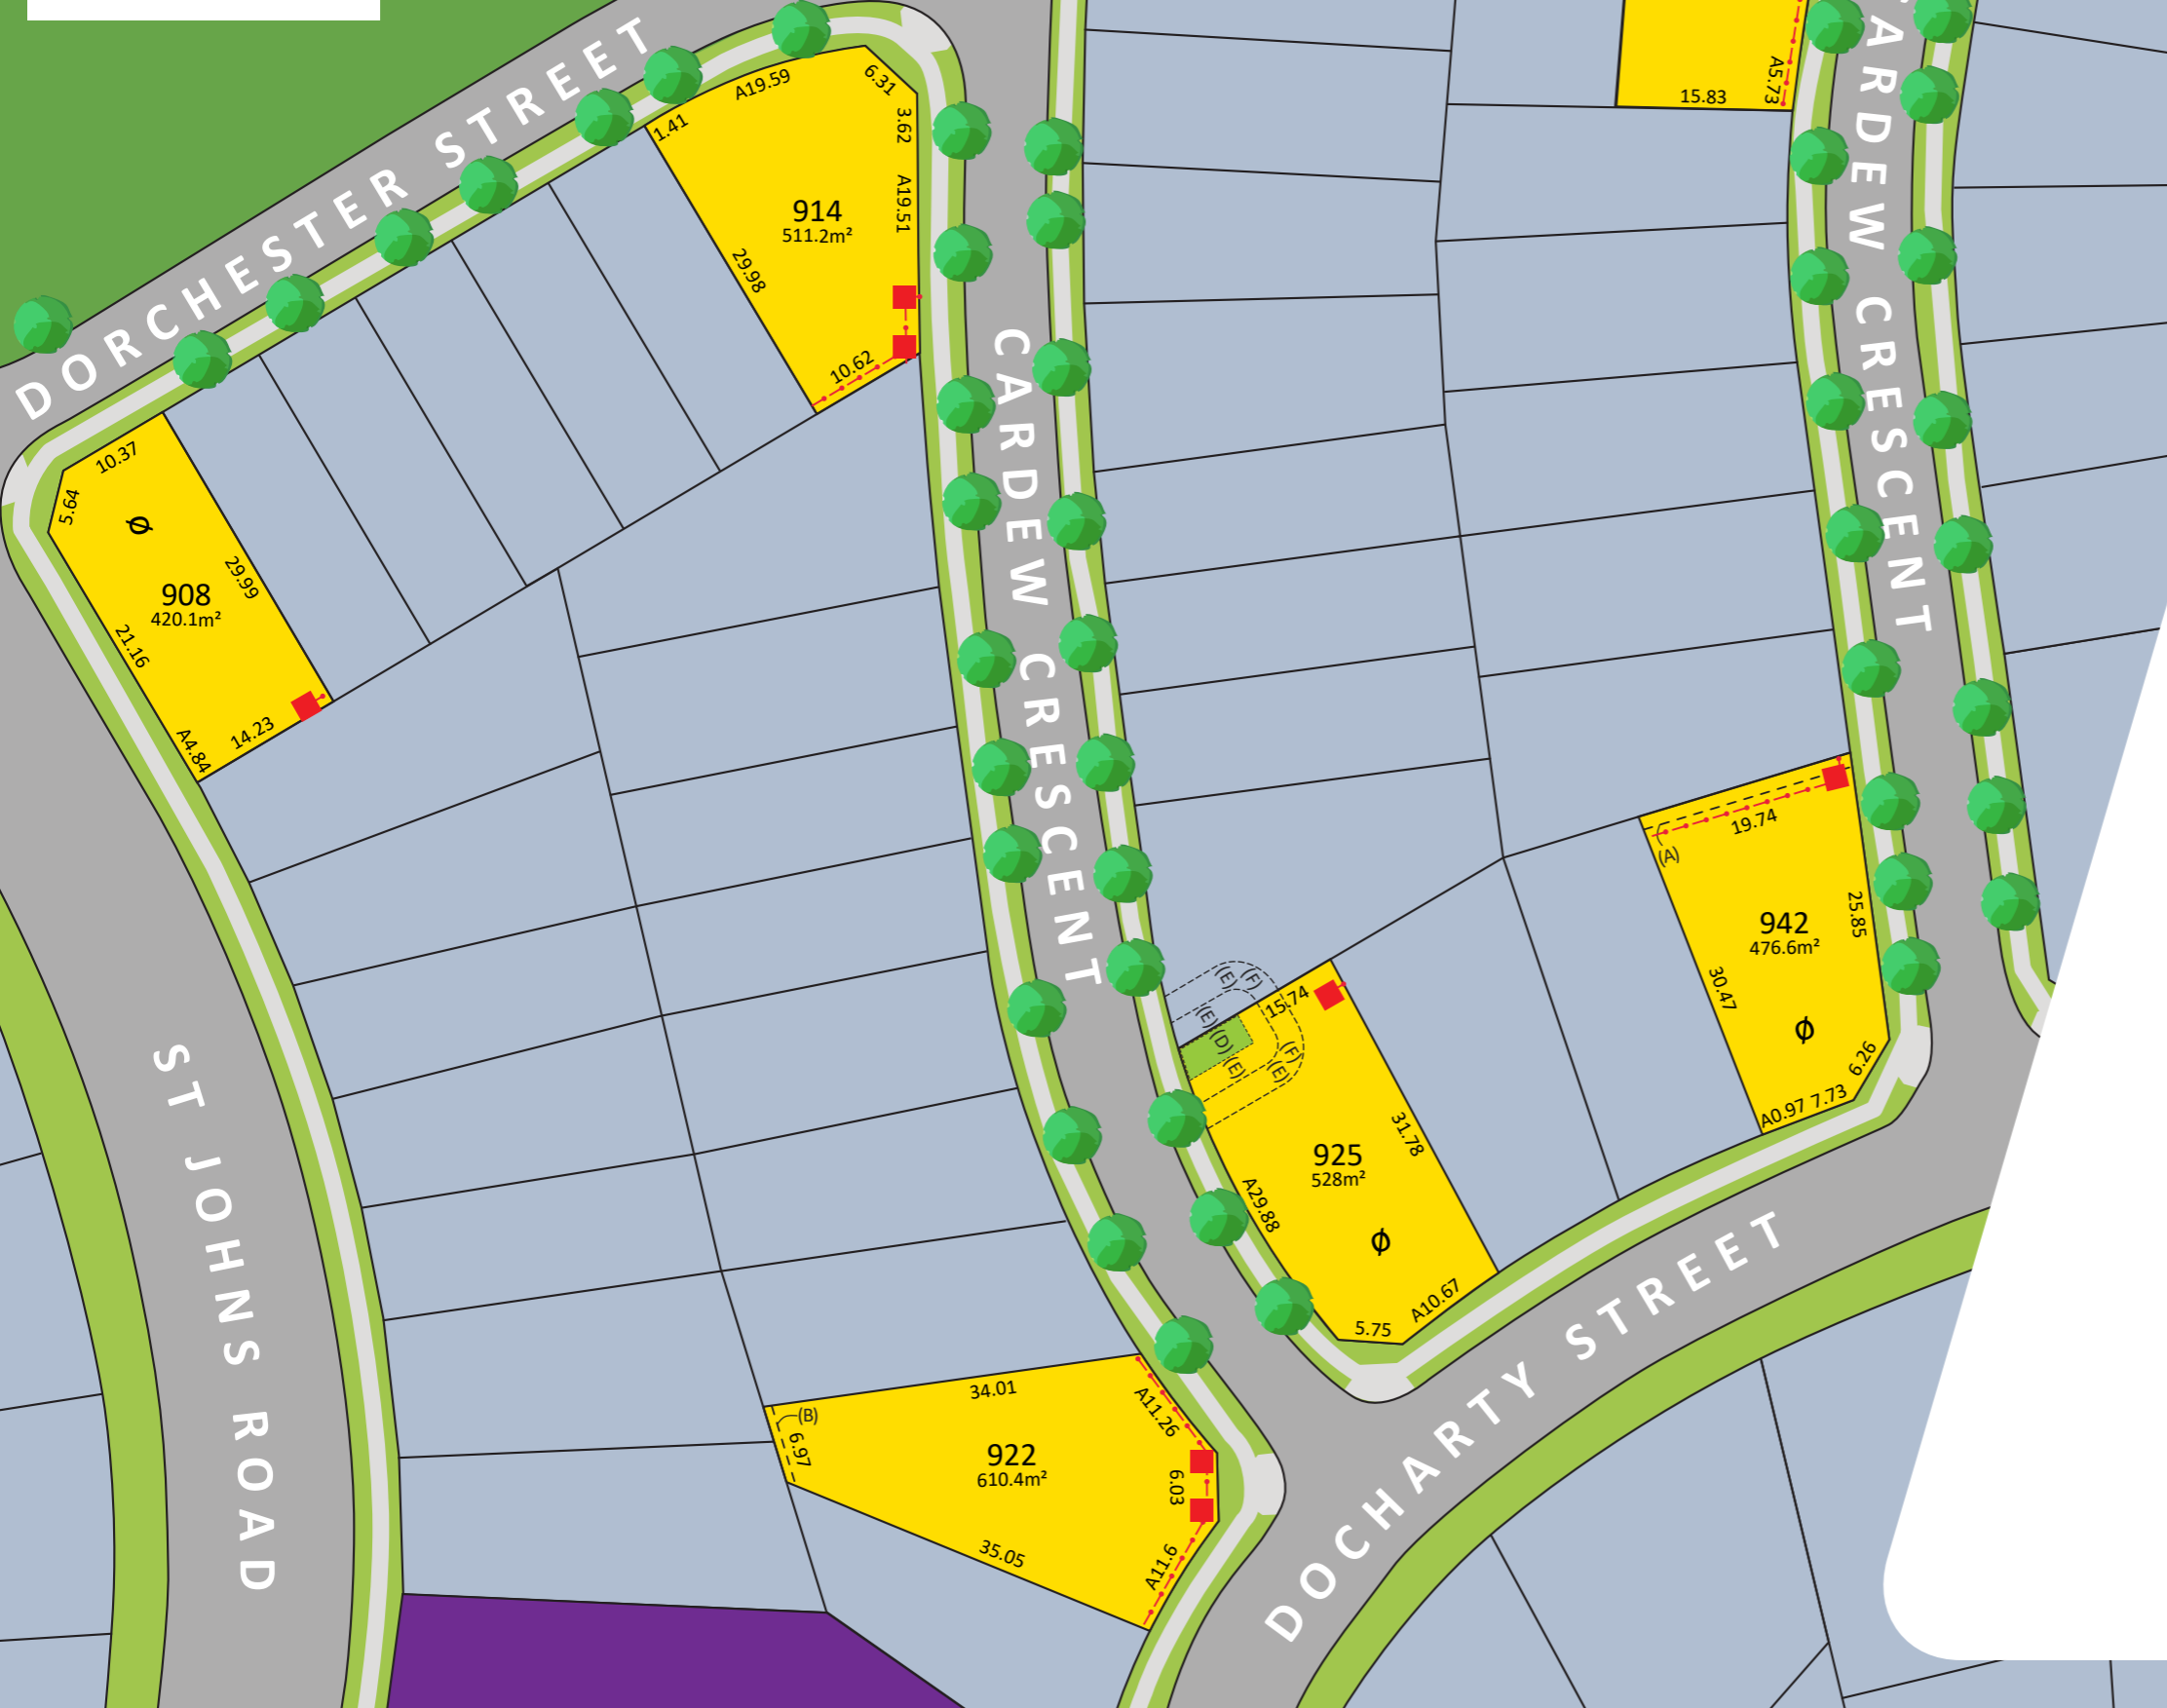 DORCHESTER STREET
A19.59
6.31
1.41
3.62
A19.51
914
511.2m²
29.98
10.62
15.83
A5.73
ARDEW CRESCENT
CARDEW CRESCENT
10.37
5.64
Ø
29.99
908
420.1m²
21.16
14.23
A4.84
(A)
19.74
942
476.6m²
25.85
30.47
Ø
6.26
A0.97 7.73
(E)
(F)
15.74
(E)
(D)
(E)
(F)
(E)
925
528m²
31.78
A29.88
Ø
A10.67
5.75
ST JOHNS ROAD
34.01
(B)
6.97
A11.26
922
610.4m²
6.03
35.05
A11.6
DOCHARTY STREET